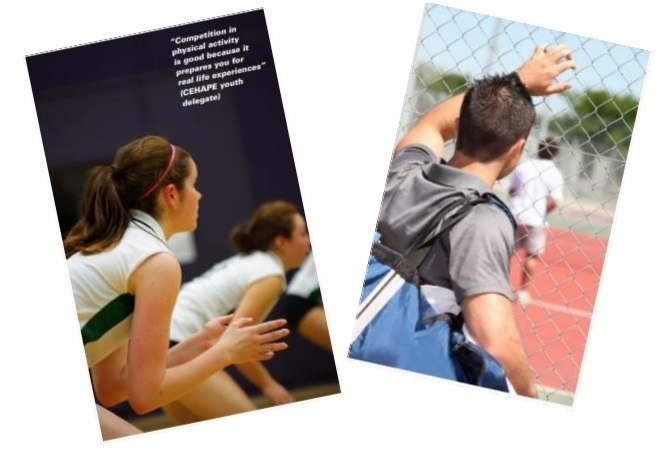 "Competition in
physical activity
is good because it
prepares you for
real life experiences"
(CEHAPE youth
delegate)